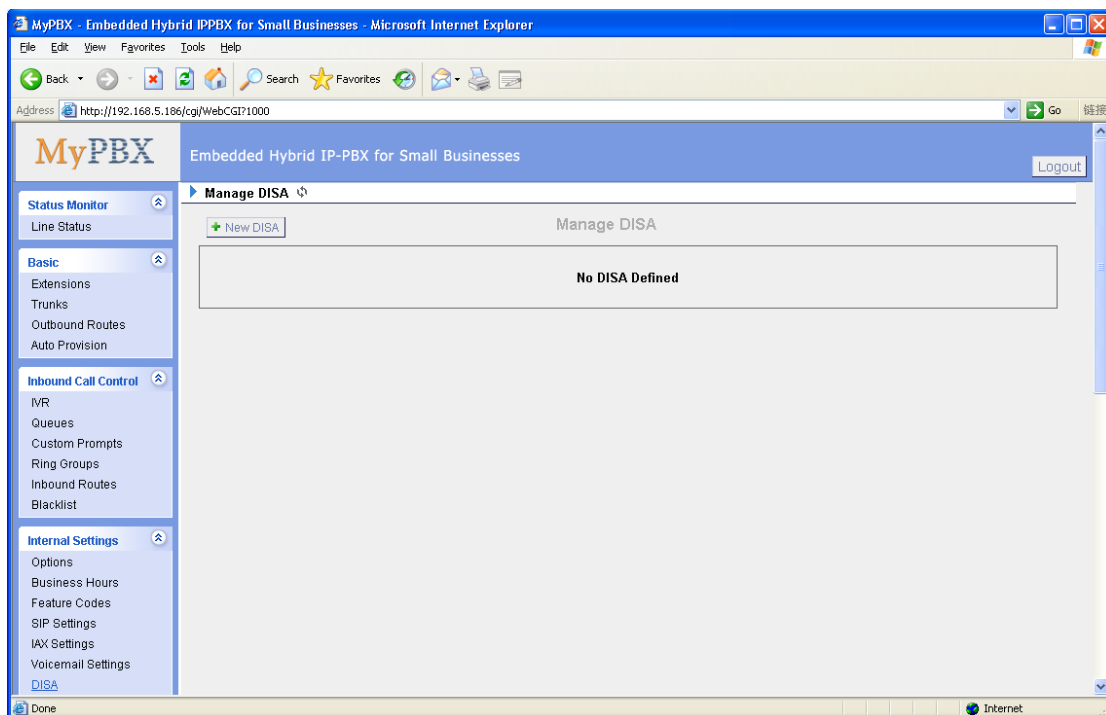 MyPBX - Embedded Hybrid IPPBX for Small Businesses - Microsoft Internet Explorer
File Edit View Favorites Tools Help
Back Search Favorites
Address http://192.168.5.186/cgi/WebCGI?1000 Go 链接
MyPBX
Embedded Hybrid IP-PBX for Small Businesses
Logout
Status Monitor
Line Status
Basic
Extensions
Trunks
Outbound Routes
Auto Provision
Inbound Call Control
IVR
Queues
Custom Prompts
Ring Groups
Inbound Routes
Blacklist
Internal Settings
Options
Business Hours
Feature Codes
SIP Settings
IAX Settings
Voicemail Settings
DISA
Manage DISA
New DISA
Manage DISA
No DISA Defined
Done Internet